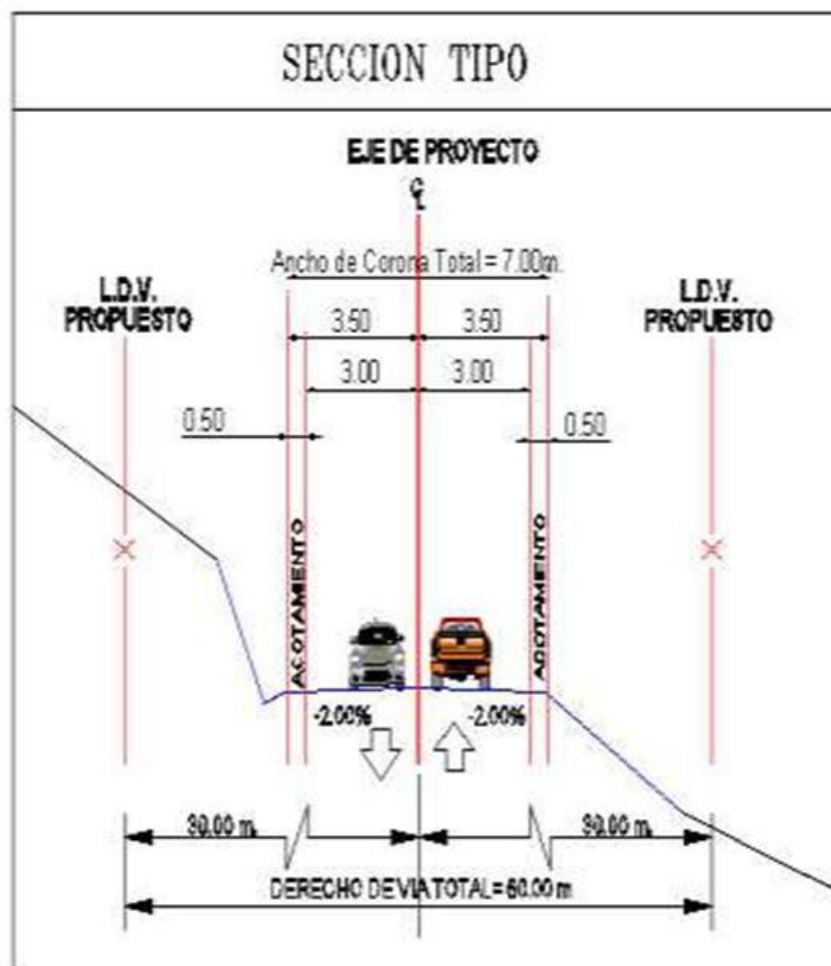 SECCION TIPO
EJE DE PROYECTO
Ancho de Corona Total = 7.00m.
L.D.V.
PROPUESTO
L.D.V.
PROPUESTO
3.50
3.50
3.00
3.00
0.50
0.50
ACOTAMIENTO
ACOTAMIENTO
-2.00%
-2.00%
30.00 m.
30.00 m.
DERECHO DE VIA TOTAL = 60.00 m